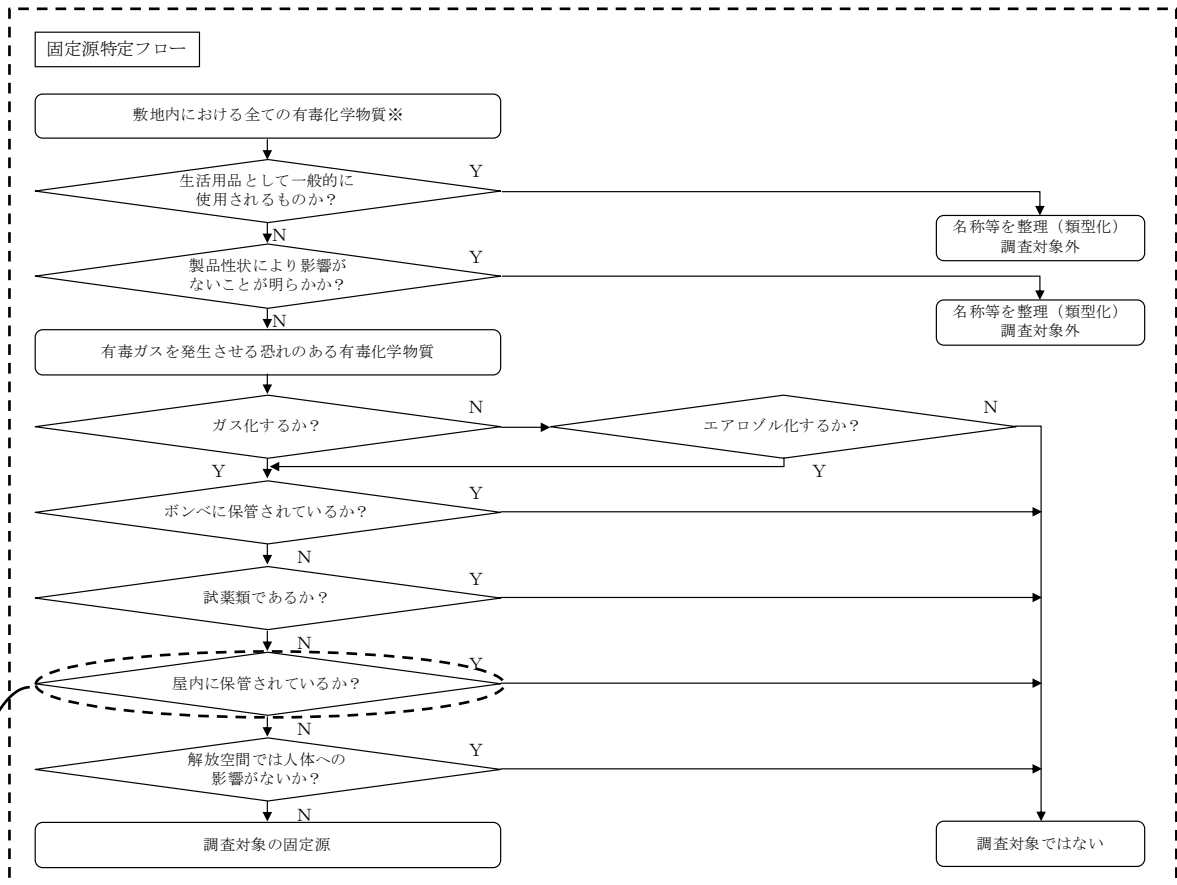 固定源特定フロー
敷地内における全ての有毒化学物質※
生活用品として一般的に
使用されるものか？
Y
N
名称等を整理（類型化）
調査対象外
製品性状により影響が
ないことが明らかか？
Y
N
名称等を整理（類型化）
調査対象外
有毒ガスを発生させる恐れのある有毒化学物質
ガス化するか？
N
エアロゾル化するか？
N
Y
Y
ボンベに保管されているか？
Y
N
試薬類であるか？
Y
N
屋内に保管されているか？
Y
N
解放空間では人体への
影響がないか？
Y
N
調査対象の固定源
調査対象ではない